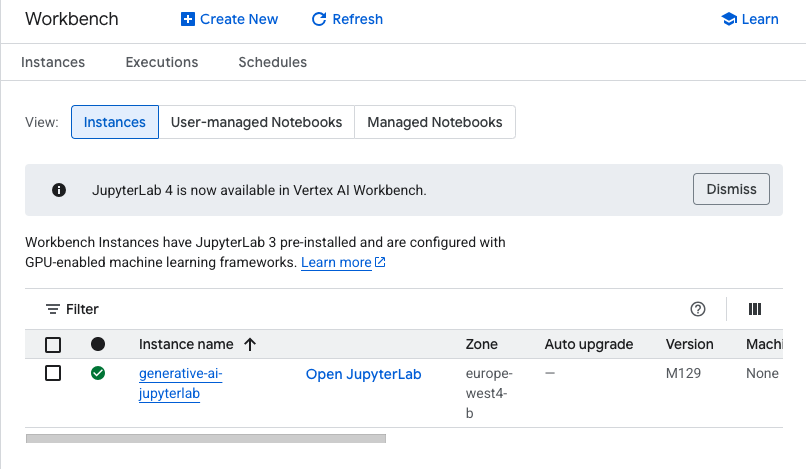 Workbench Create New Refresh Learn
Instances Executions Schedules
View: Instances User-managed Notebooks Managed Notebooks
JupyterLab 4 is now available in Vertex AI Workbench. Dismiss
Workbench Instances have JupyterLab 3 pre-installed and are configured with
GPU-enabled machine learning frameworks. Learn more
Filter
Instance name Zone Auto upgrade Version Machi
generative-ai- Open JupyterLab europe- — M129 None
jupyterlab west4-
b